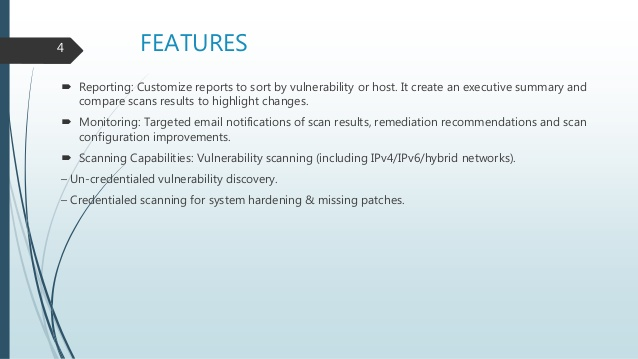 4
FEATURES
Reporting: Customize reports to sort by vulnerability or host. It create an executive summary and
compare scans results to highlight changes.
Monitoring: Targeted email notifications of scan results, remediation recommendations and scan
configuration improvements.
Scanning Capabilities: Vulnerability scanning (including IPv4/IPv6/hybrid networks).
– Un-credentialed vulnerability discovery.
– Credentialed scanning for system hardening & missing patches.